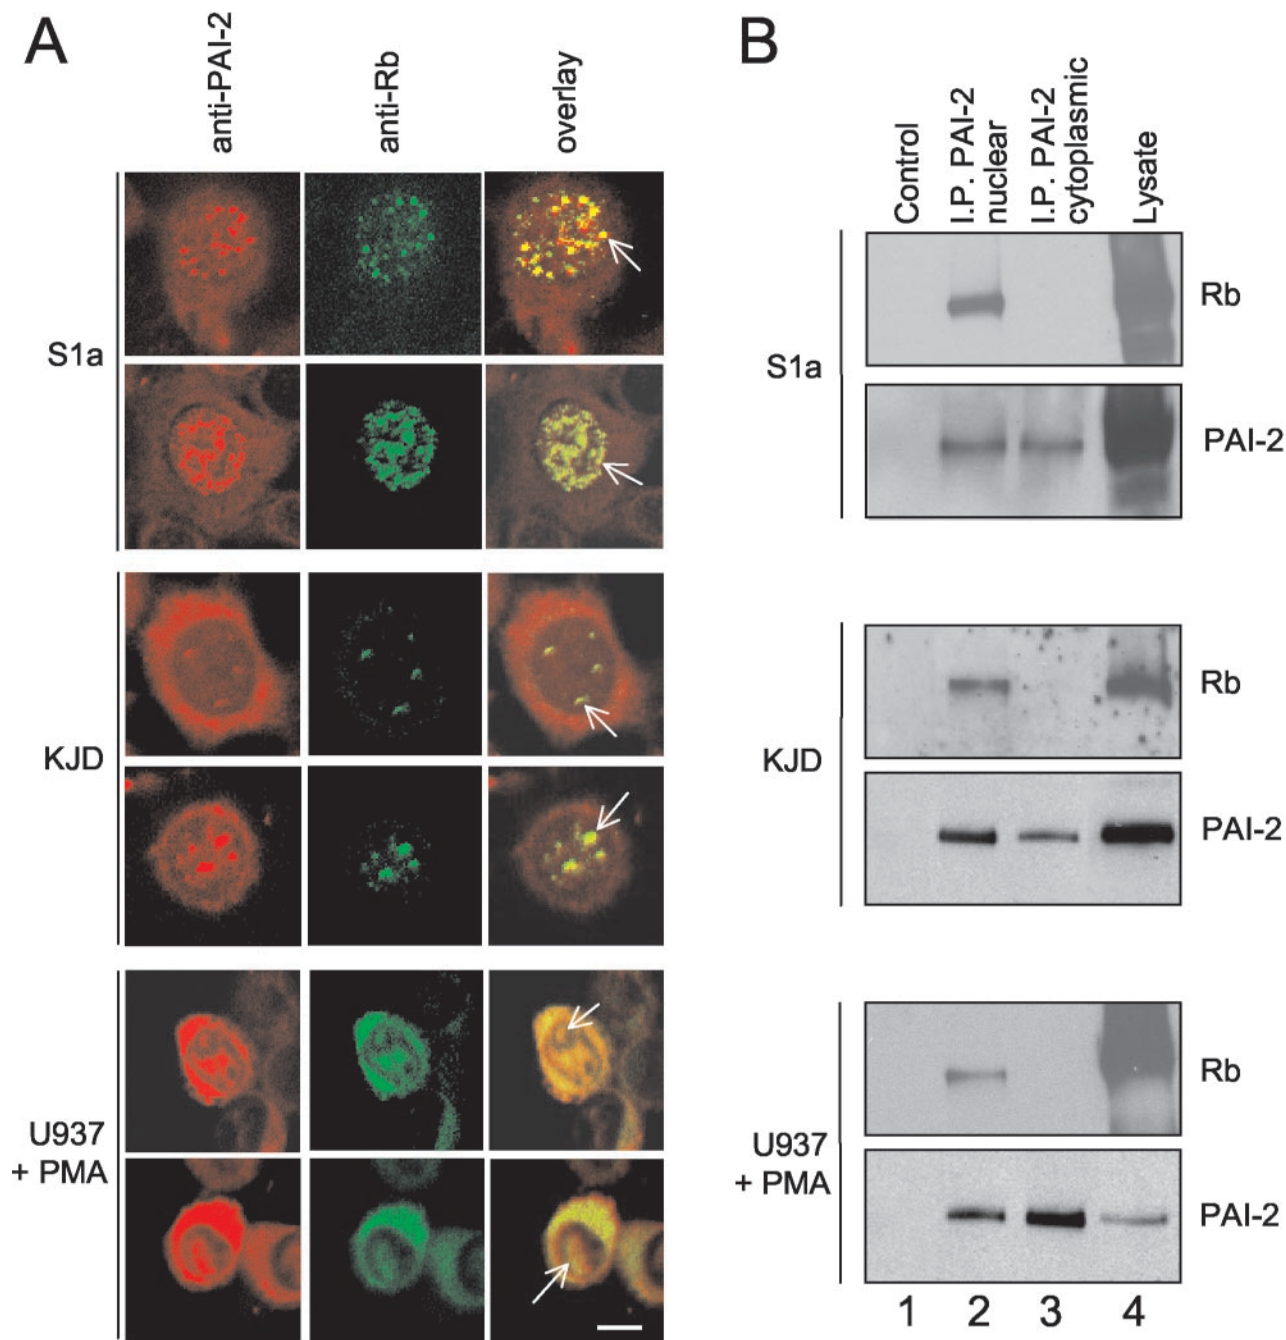 A
anti-PAI-2
anti-Rb
overlay
S1a
KJD
U937
+ PMA
B
Control
I.P. PAI-2
nuclear
I.P. PAI-2
cytoplasmic
Lysate
S1a
Rb
PAI-2
KJD
Rb
PAI-2
U937
+ PMA
Rb
PAI-2
1 2 3 4